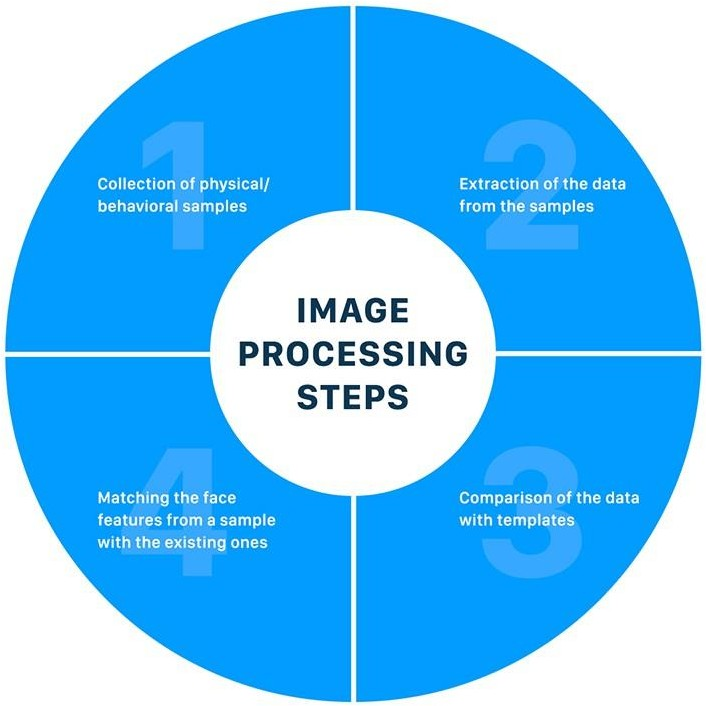 1
Collection of physical/
behavioral samples
2
Extraction of the data
from the samples
IMAGE
PROCESSING
STEPS
3
Comparison of the data
with templates
4
Matching the face
features from a sample
with the existing ones